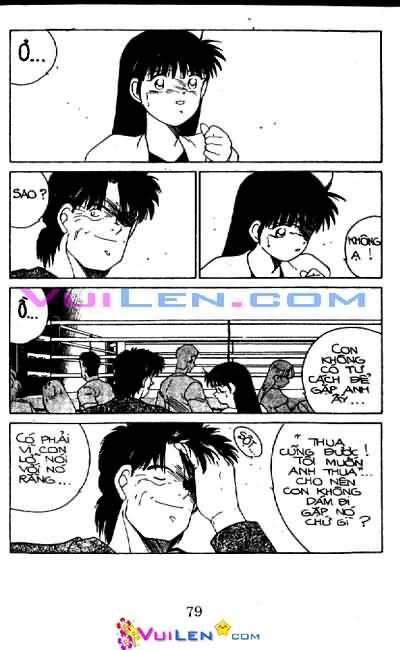 Ở...
SAO ?
KHÔNG
Ạ !
VUILEN.COM
Ồ...
CON
KHÔNG
CÓ TƯ
CÁCH ĐỂ
GẶP ANH
ẤY...
CÓ PHẢI
VÌ CON
LỠ NÓI
VỚI NÓ
RẰNG...
" THUA
CŨNG ĐƯỢC !
TÔI MUỐN
ANH THUA "...
CHO NÊN
CON KHÔNG
DÁM ĐI
GẶP NÓ
CHỨ GÌ ?
79
VUILEN.COM